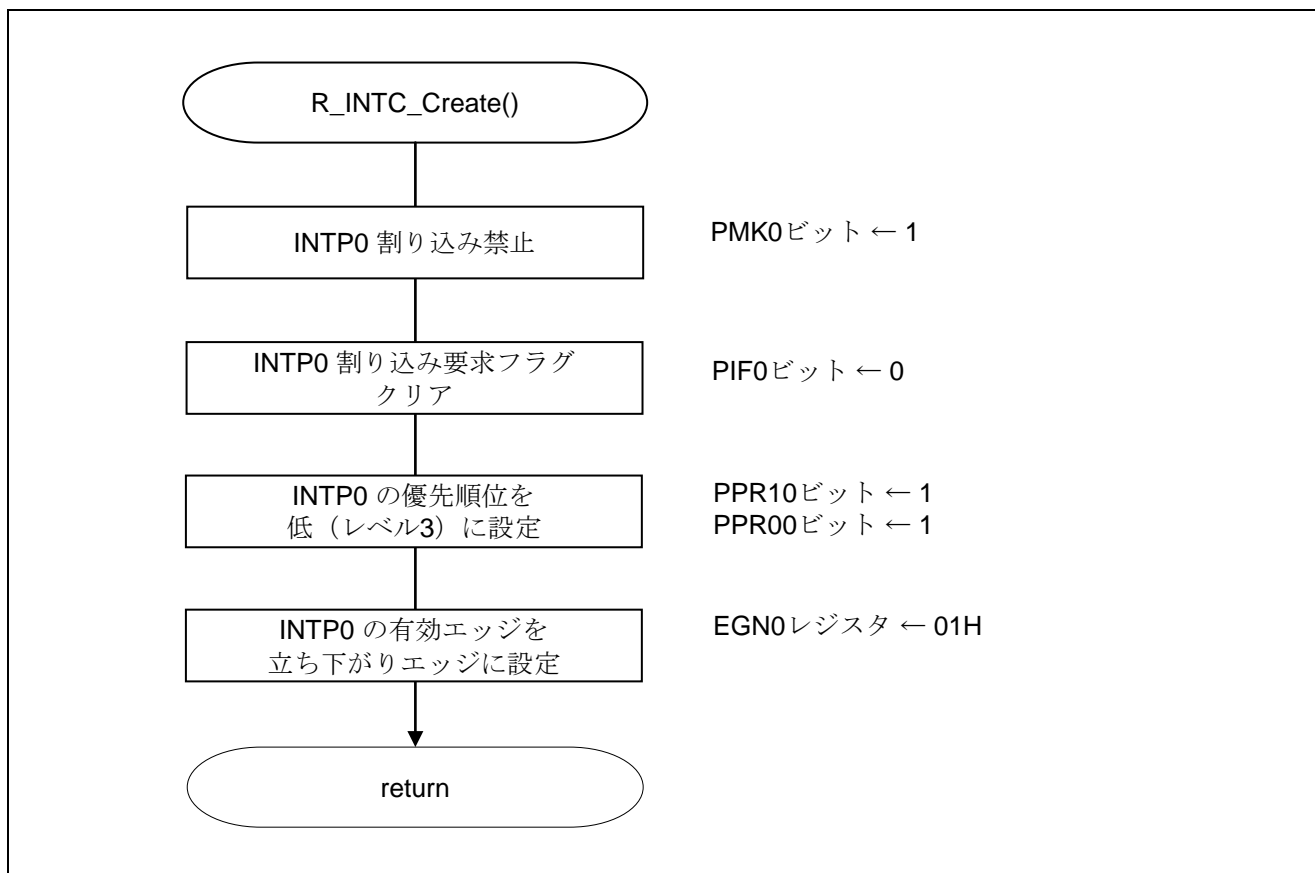 R_INTC_Create()
INTP0 割り込み禁止
PMK0ビット ← 1
INTP0 割り込み要求フラグ
クリア
PIF0ビット ← 0
INTP0 の優先順位を
低（レベル3）に設定
PPR10ビット ← 1
PPR00ビット ← 1
INTP0 の有効エッジを
立ち下がりエッジに設定
EGN0レジスタ ← 01H
return